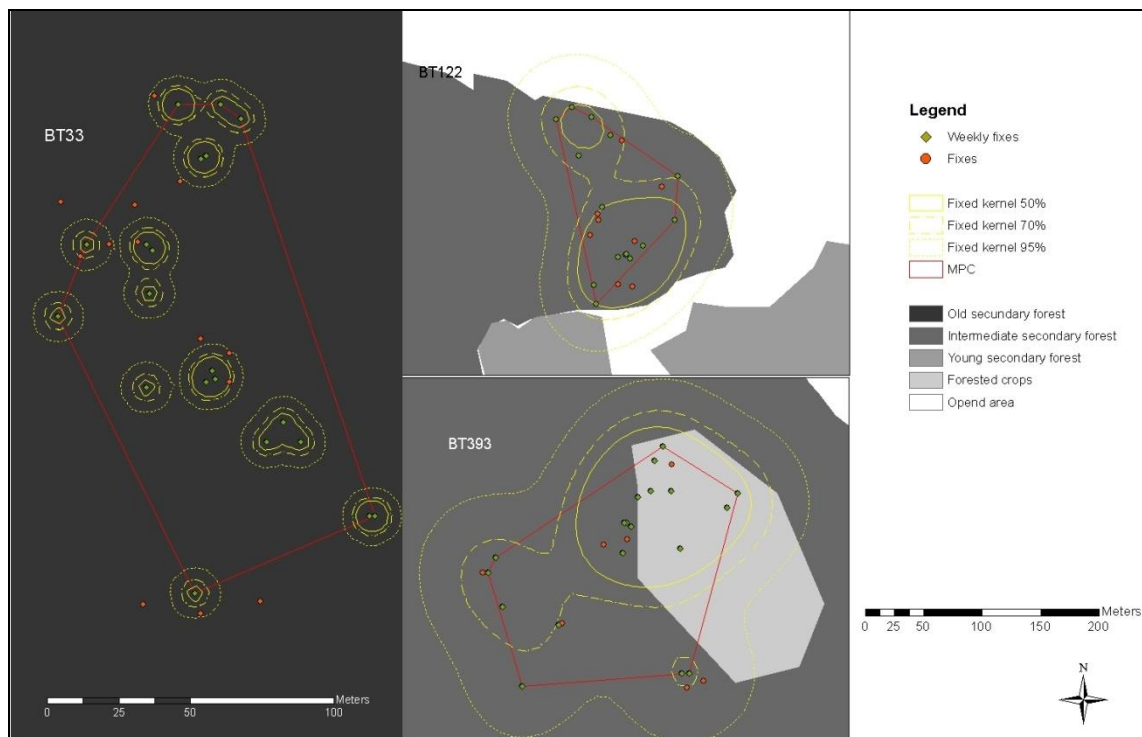 BT33
BT122
BT393
Legend
Weekly fixes
Fixes
Fixed kernel 50%
Fixed kernel 70%
Fixed kernel 95%
MPC
Old secundary forest
Intermediate secondary forest
Young secondary forest
Forested crops
Opend area
Meters
0 25 50 100 150 200
Meters
0 25 50 100
N